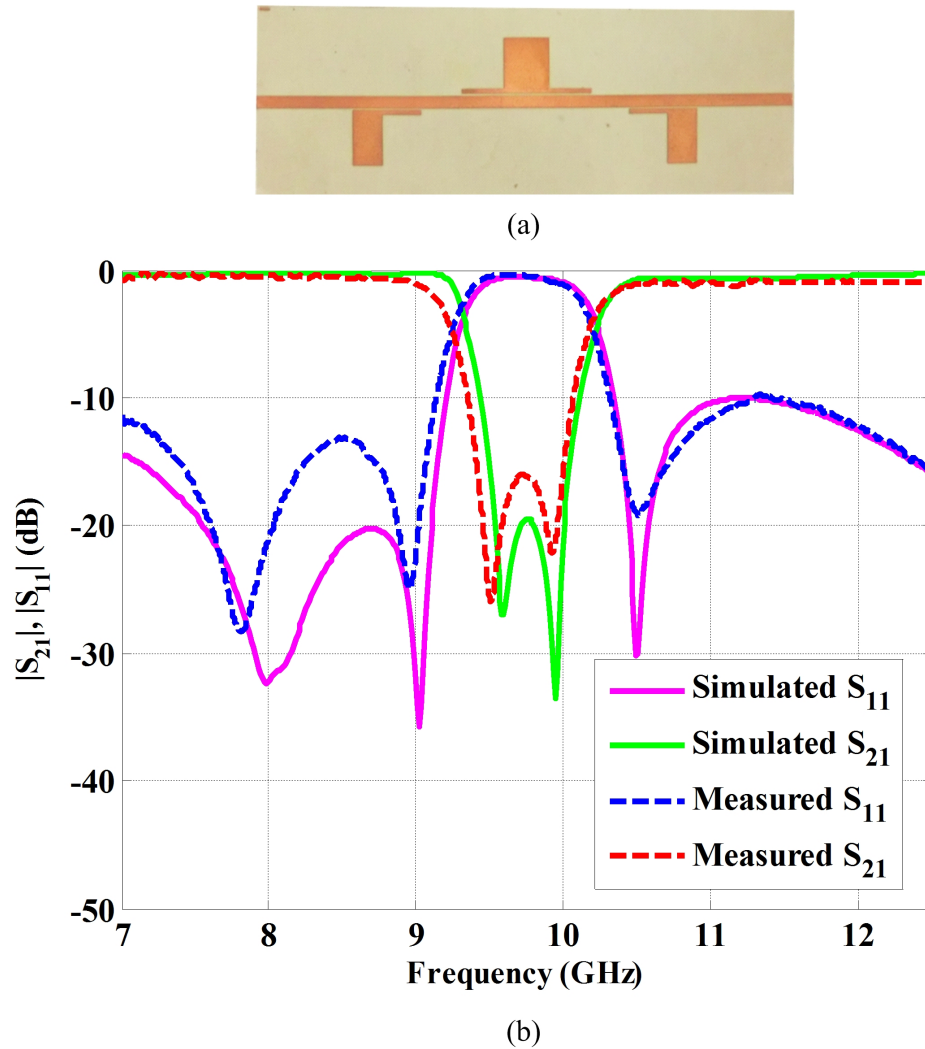 (a)
0
-10
-20
-30
-40
-50
|S21|, |S11| (dB)
Simulated S11
Simulated S21
Measured S11
Measured S21
7 8 9 10 11 12
Frequency (GHz)
(b)